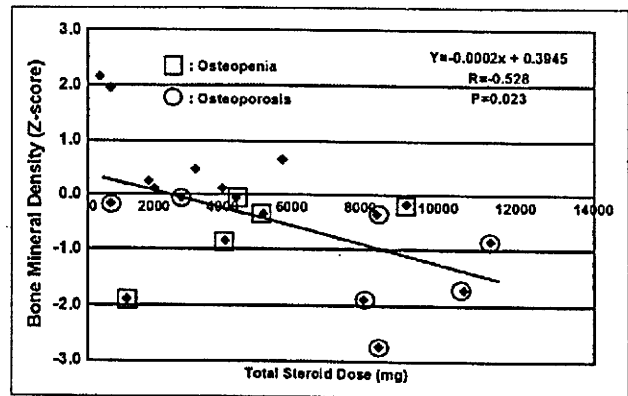 3.0
2.0
1.0
0.0
-1.0
-2.0
-3.0
Bone Mineral Density (Z-score)
: Osteopenia
: Osteoporosis
Y=-0.0002x + 0.3945
R=-0.528
P=0.023
0 2000 4000 6000 8000 10000 12000 14000
Total Steroid Dose (mg)